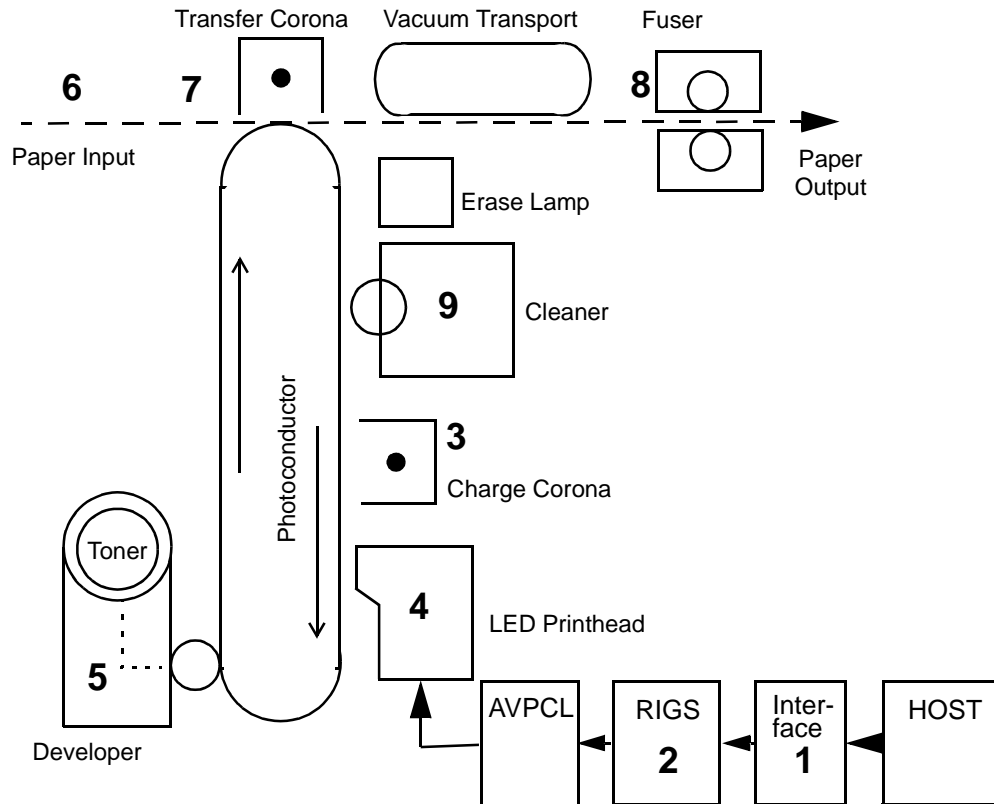 Transfer Corona
Vacuum Transport
Fuser
6
7
8
Paper Input
Paper
Output
Erase Lamp
9
Cleaner
Photoconductor
3
Charge Corona
Toner
4
LED Printhead
5
Developer
AVPCL
RIGS
2
Inter-
face
1
HOST